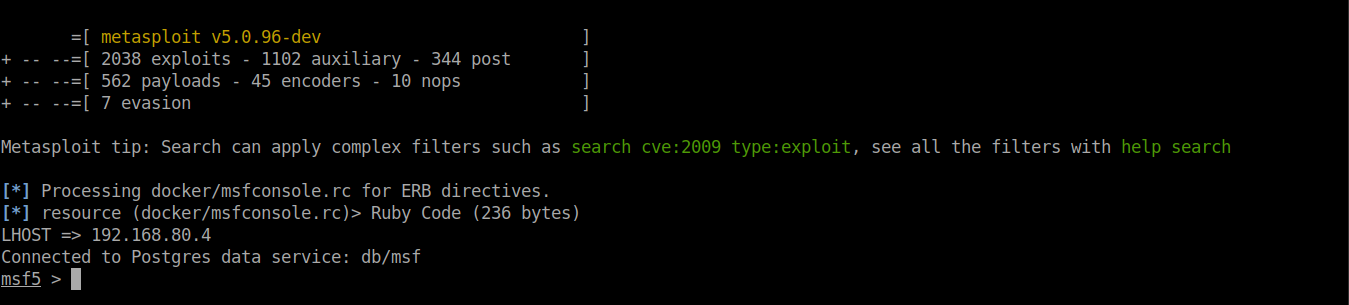 =[ metasploit v5.0.96-dev ]
+ -- --=[ 2038 exploits - 1102 auxiliary - 344 post ]
+ -- --=[ 562 payloads - 45 encoders - 10 nops ]
+ -- --=[ 7 evasion ]
Metasploit tip: Search can apply complex filters such as search cve:2009 type:exploit, see all the filters with help search
[*] Processing docker/msfconsole.rc for ERB directives.
[*] resource (docker/msfconsole.rc)> Ruby Code (236 bytes)
LHOST => 192.168.80.4
Connected to Postgres data service: db/msf
msf5 >